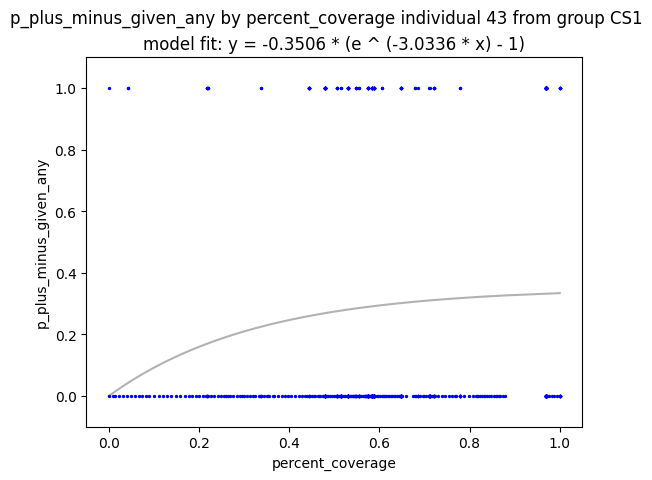 p_plus_minus_given_any by percent_coverage individual 43 from group CS1
model fit: y = -0.3506 * (e ^ (-3.0336 * x) - 1)
1.0
0.8
0.6
0.4
0.2
0.0
p_plus_minus_given_any
0.0 0.2 0.4 0.6 0.8 1.0
percent_coverage